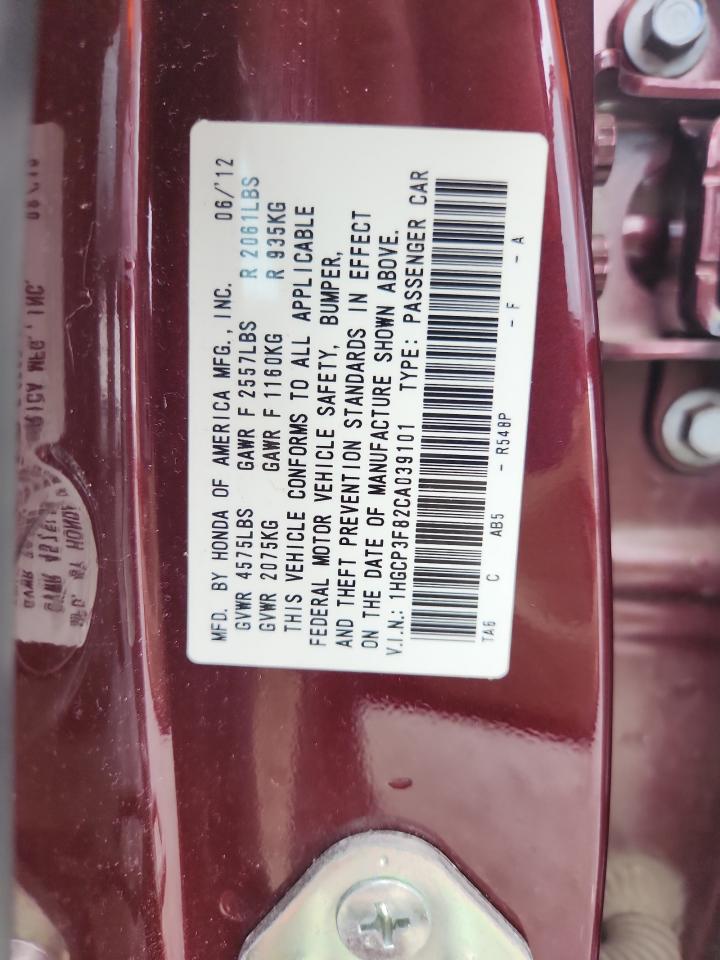 MFD. BY HONDA OF AMERICA MFG., INC. 06/'12
GVWR 4575LBS GAWR F 2557LBS R 2061LBS
GVWR 2075KG GAWR F 1160KG R 935KG
THIS VEHICLE CONFORMS TO ALL APPLICABLE
FEDERAL MOTOR VEHICLE SAFETY, BUMPER,
AND THEFT PREVENTION STANDARDS IN EFFECT
ON THE DATE OF MANUFACTURE SHOWN ABOVE.
V.I.N.: 1HGCP3F82CA039101 TYPE: PASSENGER CAR
TA6 C AB5 - R548P - F - A